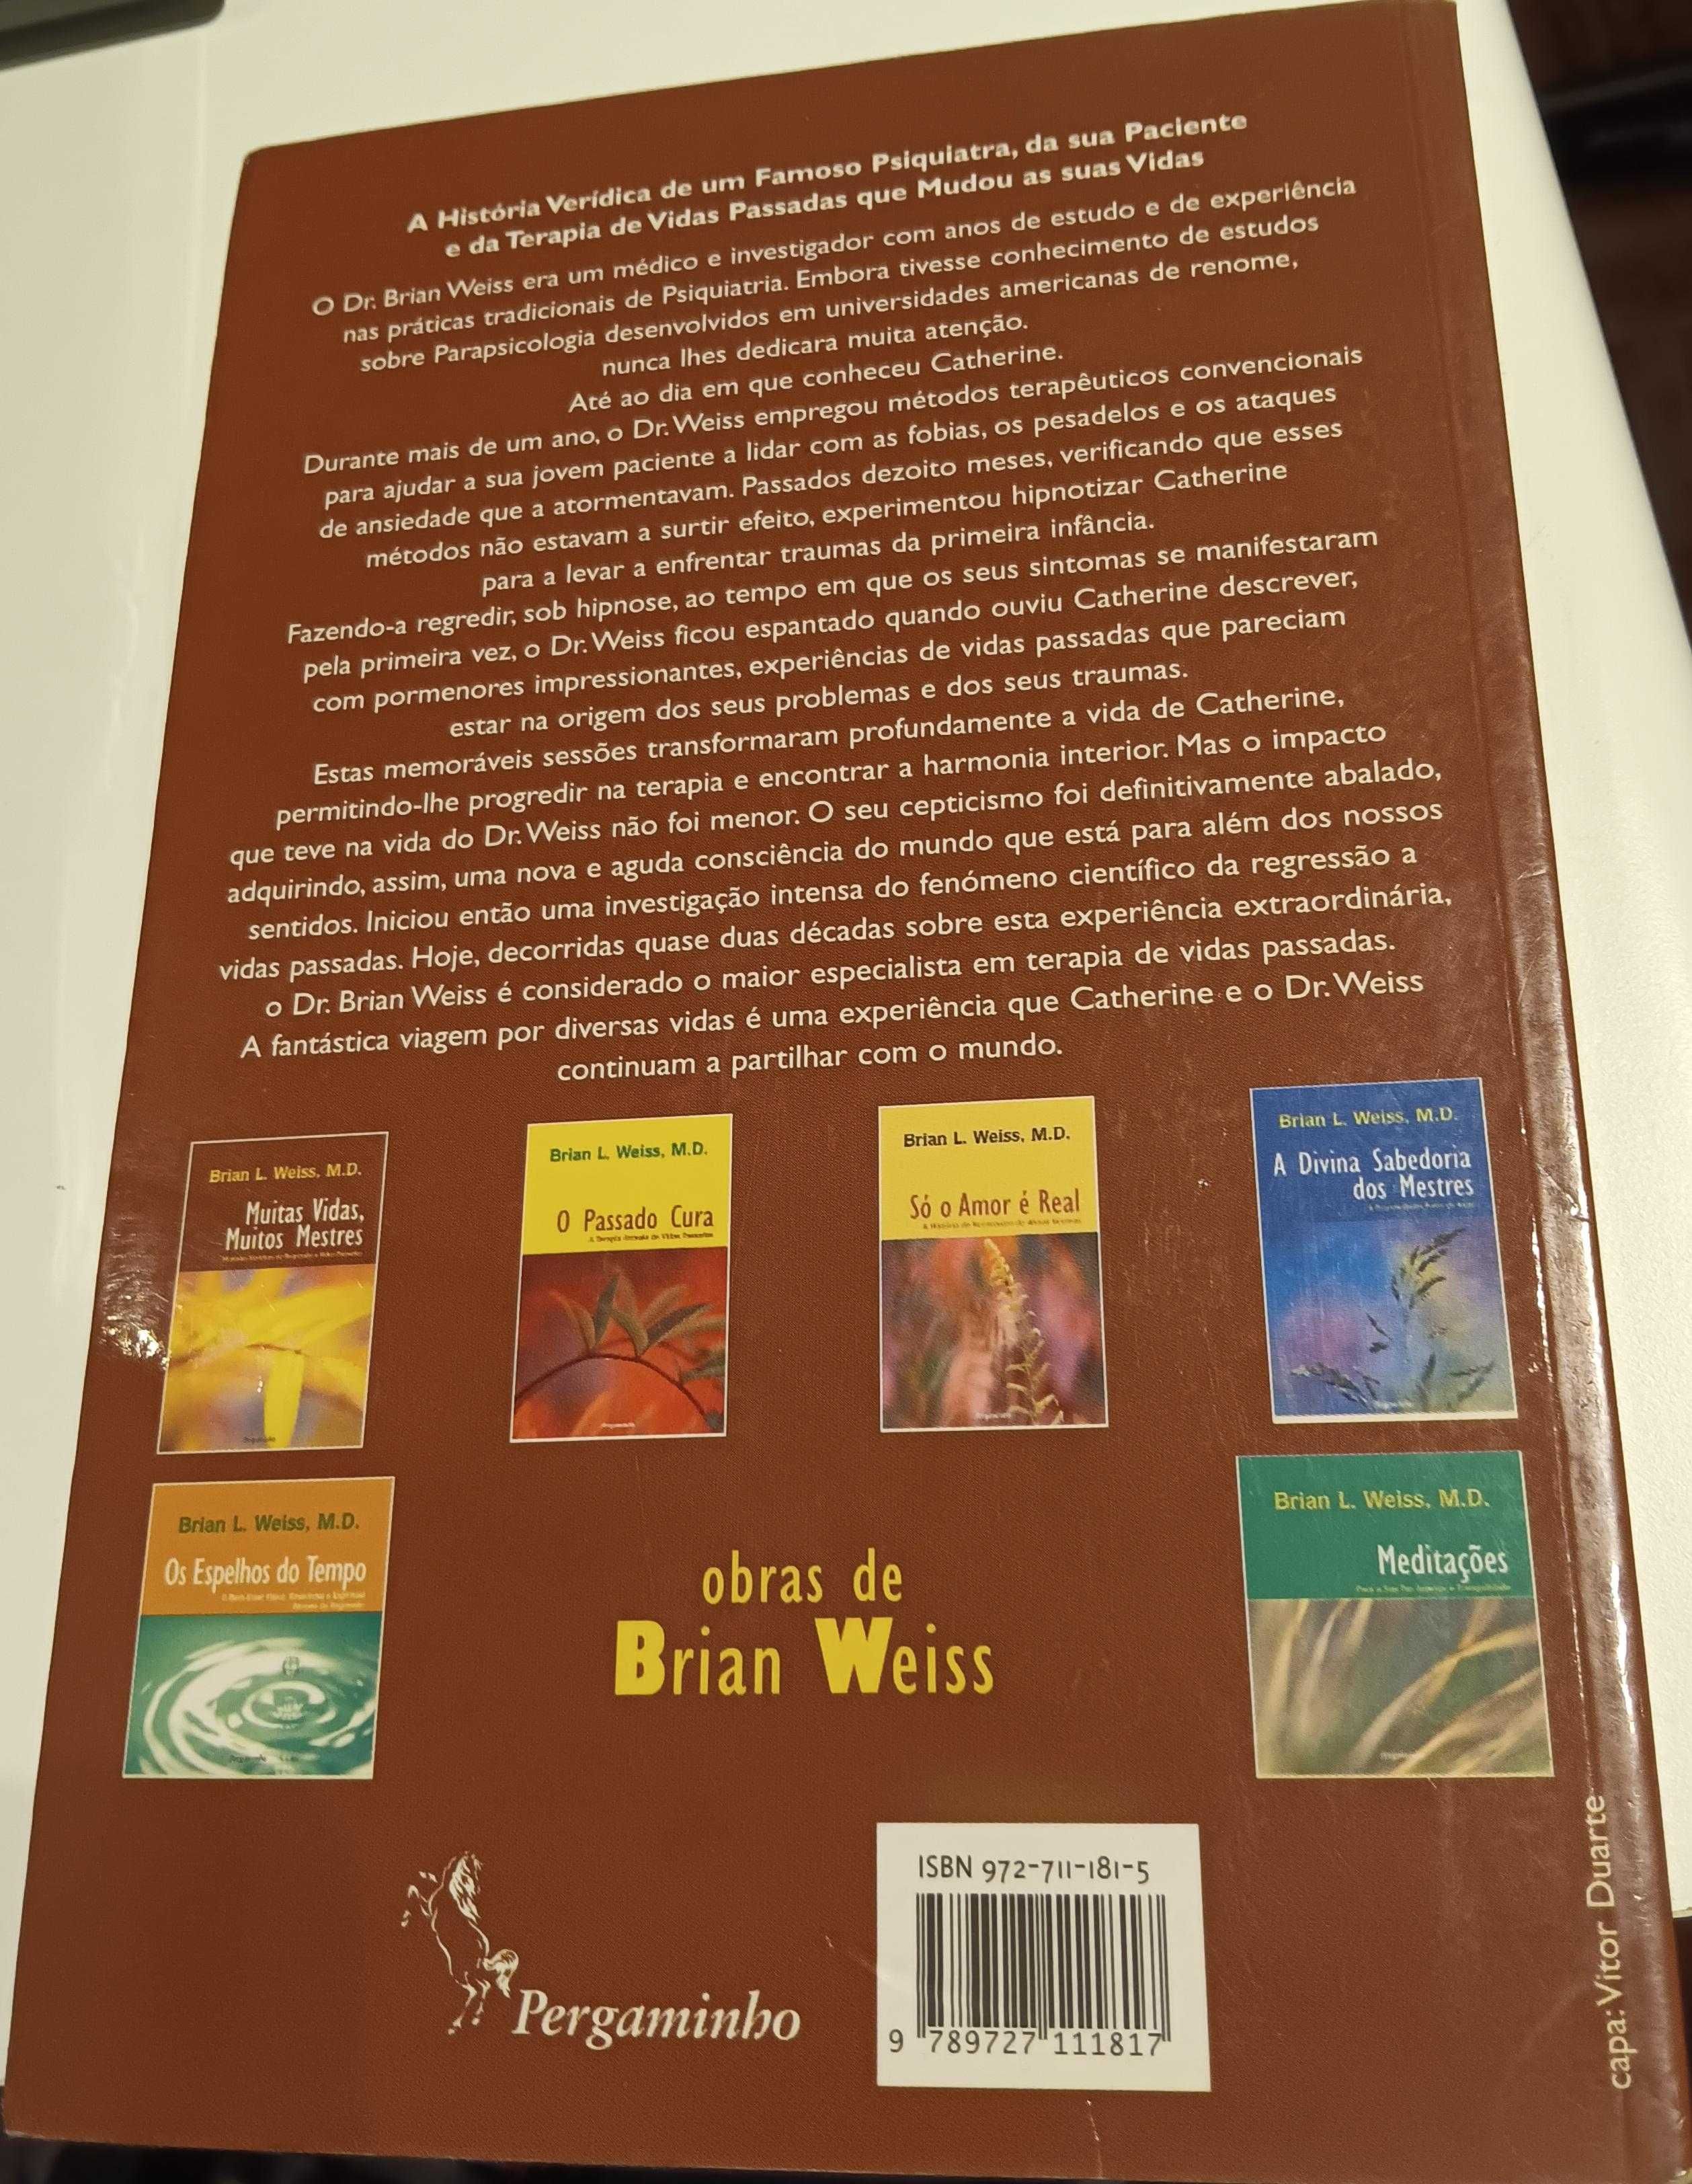 A História Verídica de um Famoso Psiquiatra, da sua Paciente
e da Terapia de Vidas Passadas que Mudou as suas Vidas
O Dr. Brian Weiss era um médico e investigador com anos de estudo e de experiência
nas práticas tradicionais de Psiquiatria. Embora tivesse conhecimento de estudos
sobre Parapsicologia desenvolvidos em universidades americanas de renome,
nunca lhes dedicara muita atenção.
Até ao dia em que conheceu Catherine.
Durante mais de um ano, o Dr. Weiss empregou métodos terapêuticos convencionais
para ajudar a sua jovem paciente a lidar com as fobias, os pesadelos e os ataques
de ansiedade que a atormentavam. Passados dezoito meses, verificando que esses
métodos não estavam a surtir efeito, experimentou hipnotizar Catherine
para a levar a enfrentar traumas da primeira infância.
Fazendo-a regredir, sob hipnose, ao tempo em que os seus sintomas se manifestaram
pela primeira vez, o Dr. Weiss ficou espantado quando ouviu Catherine descrever,
com pormenores impressionantes, experiências de vidas passadas que pareciam
estar na origem dos seus problemas e dos seus traumas.
Estas memoráveis sessões transformaram profundamente a vida de Catherine,
permitindo-lhe progredir na terapia e encontrar a harmonia interior. Mas o impacto
que teve na vida do Dr. Weiss não foi menor. O seu cepticismo foi definitivamente abalado,
adquirindo, assim, uma nova e aguda consciência do mundo que está para além dos nossos
sentidos. Iniciou então uma investigação intensa do fenómeno científico da regressão a
vidas passadas. Hoje, decorridas quase duas décadas sobre esta experiência extraordinária,
o Dr. Brian Weiss é considerado o maior especialista em terapia de vidas passadas.
A fantástica viagem por diversas vidas é uma experiência que Catherine e o Dr. Weiss
continuam a partilhar com o mundo.
Brian L. Weiss, M.D.
Muitas Vidas,
Muitos Mestres
Brian L. Weiss, M.D.
O Passado Cura
A Terapia Através de Vidas Passadas
Brian L. Weiss, M.D.
Só o Amor é Real
Brian L. Weiss, M.D.
A Divina Sabedoria
dos Mestres
Brian L. Weiss, M.D.
Os Espelhos do Tempo
obras de
Brian Weiss
Brian L. Weiss, M.D.
Meditações
Pergaminho
ISBN 972-711-181-5
9 789727 111817
capa: Vitor Duarte